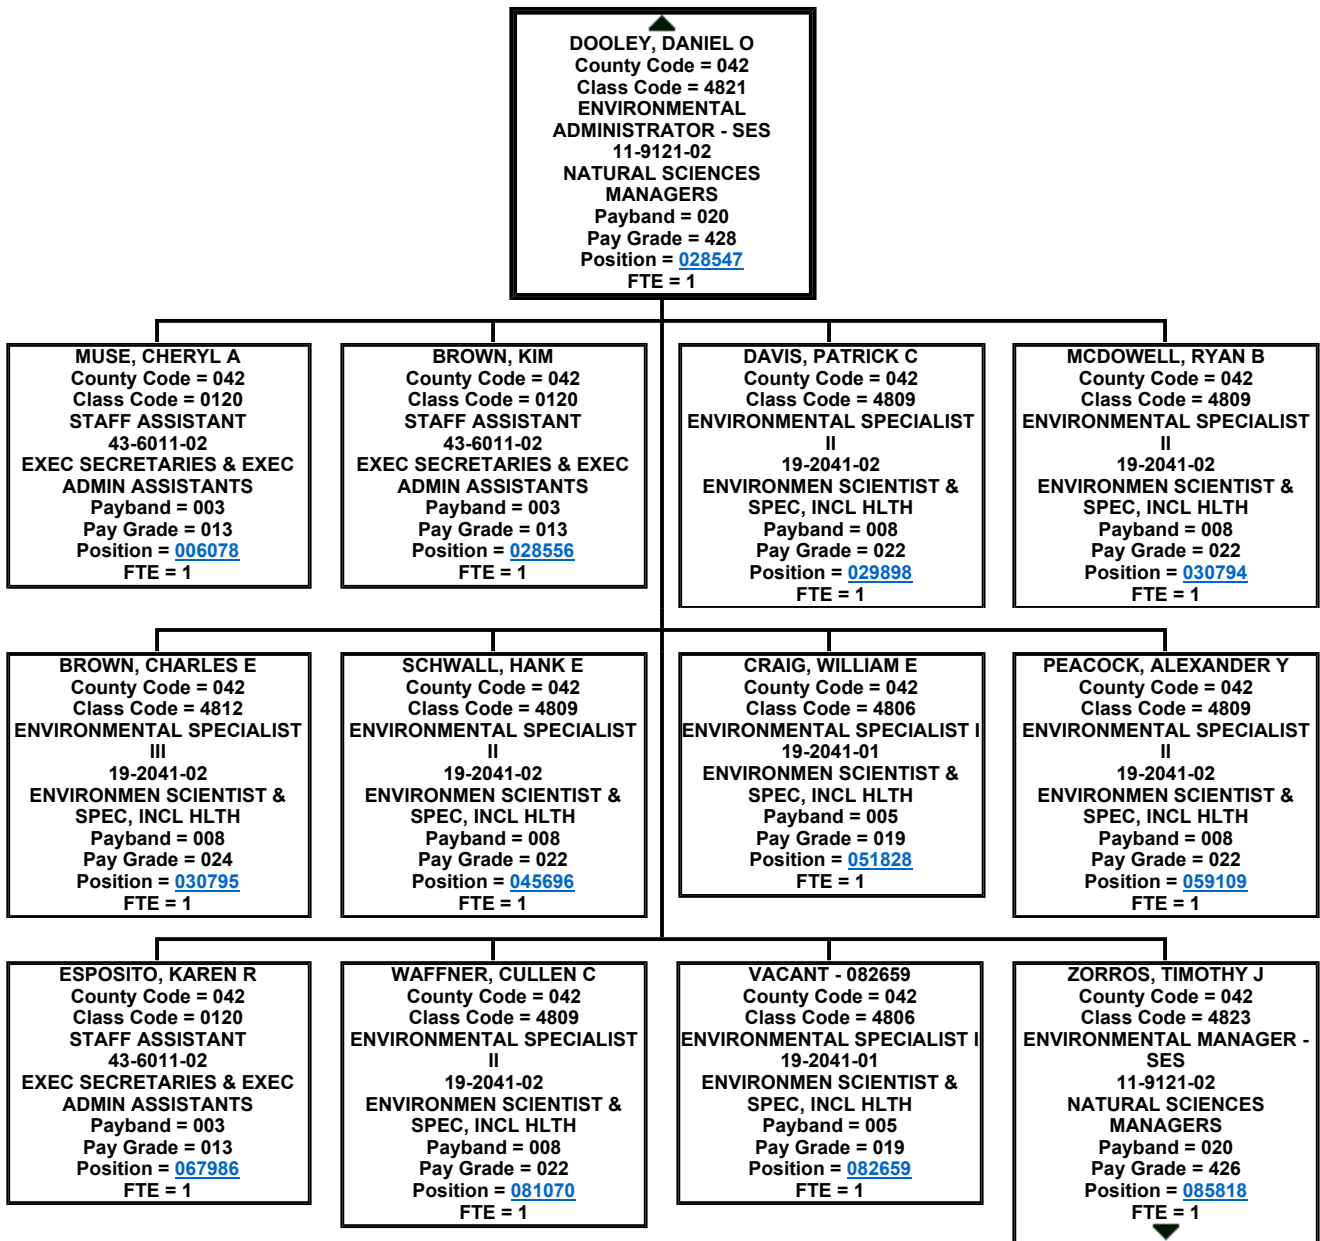 DOOLEY, DANIEL O
County Code = 042
Class Code = 4821
ENVIRONMENTAL
ADMINISTRATOR - SES
11-9121-02
NATURAL SCIENCES
MANAGERS
Payband = 020
Pay Grade = 428
Position = 028547
FTE = 1
MUSE, CHERYL A
County Code = 042
Class Code = 0120
STAFF ASSISTANT
43-6011-02
EXEC SECRETARIES & EXEC
ADMIN ASSISTANTS
Payband = 003
Pay Grade = 013
Position = 006078
FTE = 1
BROWN, KIM
County Code = 042
Class Code = 0120
STAFF ASSISTANT
43-6011-02
EXEC SECRETARIES & EXEC
ADMIN ASSISTANTS
Payband = 003
Pay Grade = 013
Position = 028556
FTE = 1
DAVIS, PATRICK C
County Code = 042
Class Code = 4809
ENVIRONMENTAL SPECIALIST
II
19-2041-02
ENVIRONMEN SCIENTIST &
SPEC, INCL HLTH
Payband = 008
Pay Grade = 022
Position = 029898
FTE = 1
MCDOWELL, RYAN B
County Code = 042
Class Code = 4809
ENVIRONMENTAL SPECIALIST
II
19-2041-02
ENVIRONMEN SCIENTIST &
SPEC, INCL HLTH
Payband = 008
Pay Grade = 022
Position = 030794
FTE = 1
BROWN, CHARLES E
County Code = 042
Class Code = 4812
ENVIRONMENTAL SPECIALIST
III
19-2041-02
ENVIRONMEN SCIENTIST &
SPEC, INCL HLTH
Payband = 008
Pay Grade = 024
Position = 030795
FTE = 1
SCHWALL, HANK E
County Code = 042
Class Code = 4809
ENVIRONMENTAL SPECIALIST
II
19-2041-02
ENVIRONMEN SCIENTIST &
SPEC, INCL HLTH
Payband = 008
Pay Grade = 022
Position = 045696
FTE = 1
CRAIG, WILLIAM E
County Code = 042
Class Code = 4806
ENVIRONMENTAL SPECIALIST I
19-2041-01
ENVIRONMEN SCIENTIST &
SPEC, INCL HLTH
Payband = 005
Pay Grade = 019
Position = 051828
FTE = 1
PEACOCK, ALEXANDER Y
County Code = 042
Class Code = 4809
ENVIRONMENTAL SPECIALIST
II
19-2041-02
ENVIRONMEN SCIENTIST &
SPEC, INCL HLTH
Payband = 008
Pay Grade = 022
Position = 059109
FTE = 1
ESPOSITO, KAREN R
County Code = 042
Class Code = 0120
STAFF ASSISTANT
43-6011-02
EXEC SECRETARIES & EXEC
ADMIN ASSISTANTS
Payband = 003
Pay Grade = 013
Position = 067986
FTE = 1
WAFFNER, CULLEN C
County Code = 042
Class Code = 4809
ENVIRONMENTAL SPECIALIST
II
19-2041-02
ENVIRONMEN SCIENTIST &
SPEC, INCL HLTH
Payband = 008
Pay Grade = 022
Position = 081070
FTE = 1
VACANT - 082659
County Code = 042
Class Code = 4806
ENVIRONMENTAL SPECIALIST I
19-2041-01
ENVIRONMEN SCIENTIST &
SPEC, INCL HLTH
Payband = 005
Pay Grade = 019
Position = 082659
FTE = 1
ZORROS, TIMOTHY J
County Code = 042
Class Code = 4823
ENVIRONMENTAL MANAGER -
SES
11-9121-02
NATURAL SCIENCES
MANAGERS
Payband = 020
Pay Grade = 426
Position = 085818
FTE = 1